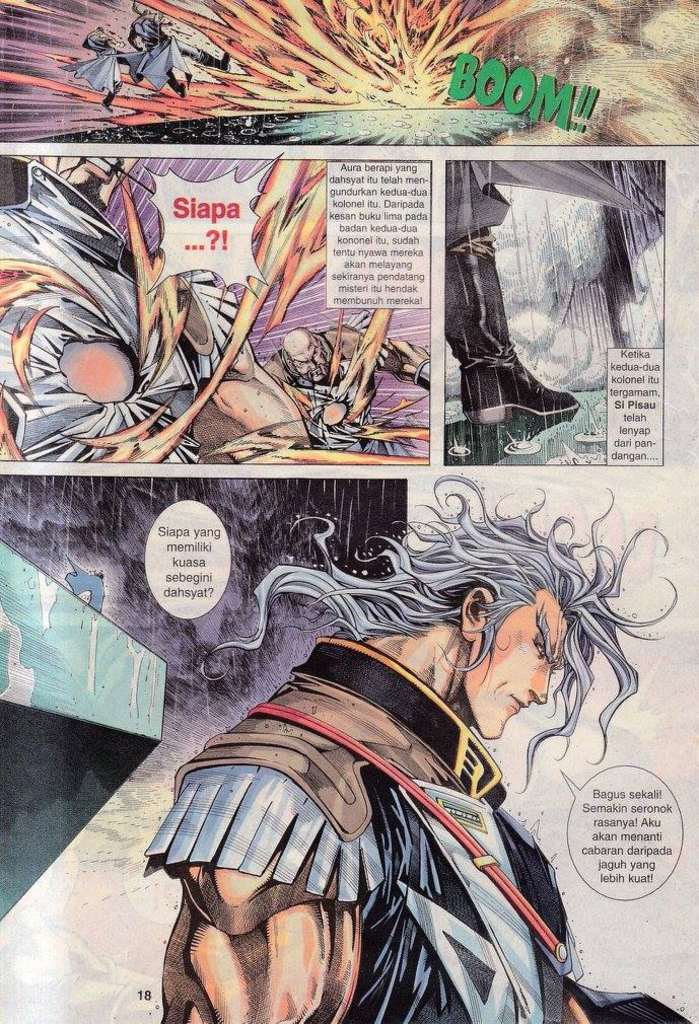 BOOM!!!
Siapa
...?!
Aura berapi yang
dahsyat itu telah men-
gundurkan kedua-dua
kolonel itu. Daripada
kesan buku lima pada
badan kedua-dua
kononel itu, sudah
tentu nyawa mereka
akan melayang
sekiranya pendatang
misteri itu hendak
membunuh mereka!
Ketika
kedua-dua
kolonel itu
tergamam,
Si Pisau
telah
lenyap
dari pan-
dangan....
Siapa yang
memiliki
kuasa
sebegini
dahsyat?
Bagus sekali!
Semakin seronok
rasanya! Aku
akan menanti
cabaran daripada
jaguh yang
lebih kuat!
18